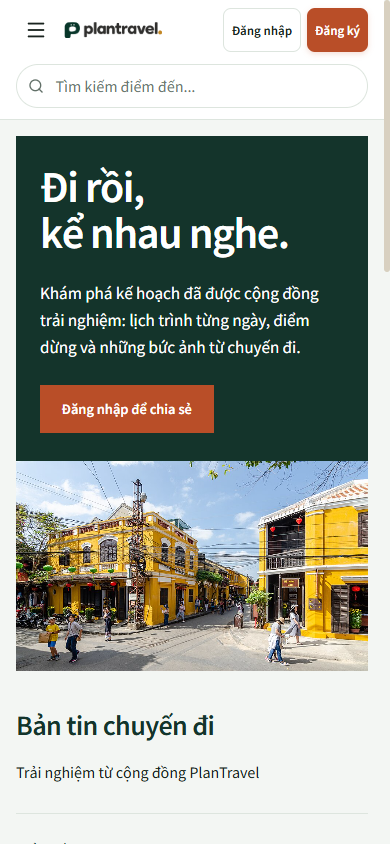 plantravel.
Đăng nhập
Đăng ký
Tìm kiếm điểm đến...
Đi rồi,
kể nhau nghe.
Khám phá kế hoạch đã được cộng đồng
trải nghiệm: lịch trình từng ngày, điểm
dừng và những bức ảnh từ chuyến đi.
Đăng nhập để chia sẻ
Bản tin chuyến đi
Trải nghiệm từ cộng đồng PlanTravel